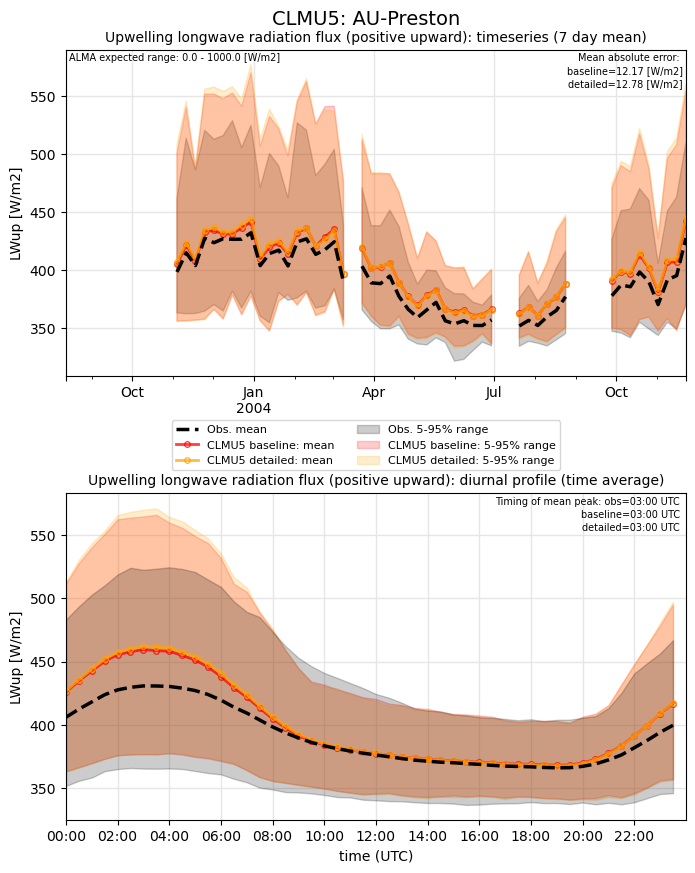 CLMU5: AU-Preston
Upwelling longwave radiation flux (positive upward): timeseries (7 day mean)
ALMA expected range: 0.0 - 1000.0 [W/m2]
Mean absolute error:
baseline=12.17 [W/m2]
detailed=12.78 [W/m2]
550
500
450
400
350
LWup [W/m2]
Oct
Jan
2004
Apr
Jul
Oct
Obs. mean
CLMU5 baseline: mean
CLMU5 detailed: mean
Obs. 5-95% range
CLMU5 baseline: 5-95% range
CLMU5 detailed: 5-95% range
Upwelling longwave radiation flux (positive upward): diurnal profile (time average)
Timing of mean peak: obs=03:00 UTC
baseline=03:00 UTC
detailed=03:00 UTC
550
500
450
400
350
LWup [W/m2]
00:00 02:00 04:00 06:00 08:00 10:00 12:00 14:00 16:00 18:00 20:00 22:00
time (UTC)